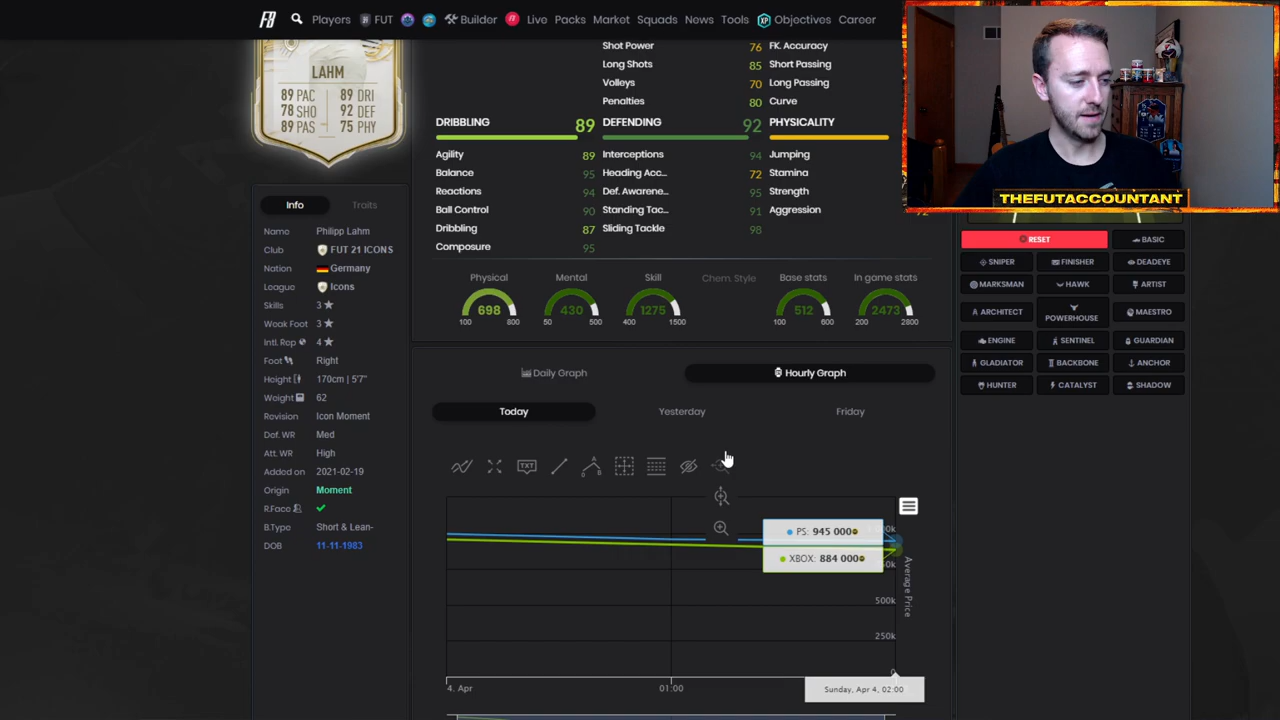 Players FUT Builder Live Packs Market Squads News Tools XP Objectives Career
LAHM
89 PAC 89 DRI
78 SHO 92 DEF
89 PAS 75 PHY
Shot Power 76 FK. Accuracy
Long Shots 85 Short Passing
Volleys 70 Long Passing
Penalties 80 Curve
DRIBBLING 89 DEFENDING 92 PHYSICALITY
Agility 89 Interceptions 94 Jumping
Balance 95 Heading Acc... 72 Stamina
Reactions 94 Def. Awarene... 95 Strength
Ball Control 90 Standing Tac... 91 Aggression
Dribbling 87 Sliding Tackle 98
Composure 95
THEFUTACCOUNTANT
Info Traits
Name Philipp Lahm
Club FUT 21 ICONS
Nation Germany
League Icons
Skills 3
Weak Foot 3
Intl. Rep 4
Foot Right
Height 170cm | 5'7"
Weight 62
Revision Icon Moment
Def. WR Med
Att. WR High
Added on 2021-02-19
Origin Moment
R.Face
B.Type Short & Lean-
DOB 11-11-1983
Physical Mental Skill Chem. Style Base stats In game stats
698 430 1275 512 2473
100 800 50 500 400 1500 100 600 200 2800
RESET BASIC
SNIPER FINISHER DEADEYE
MARKSMAN HAWK ARTIST
ARCHITECT POWERHOUSE MAESTRO
ENGINE SENTINEL GUARDIAN
GLADIATOR BACKBONE ANCHOR
HUNTER CATALYST SHADOW
Daily Graph Hourly Graph
Today Yesterday Friday
TXT
PS: 945 000
XBOX: 884 000
500k
250k
0
Average Price
4. Apr 01:00 Sunday, Apr 4, 02:00